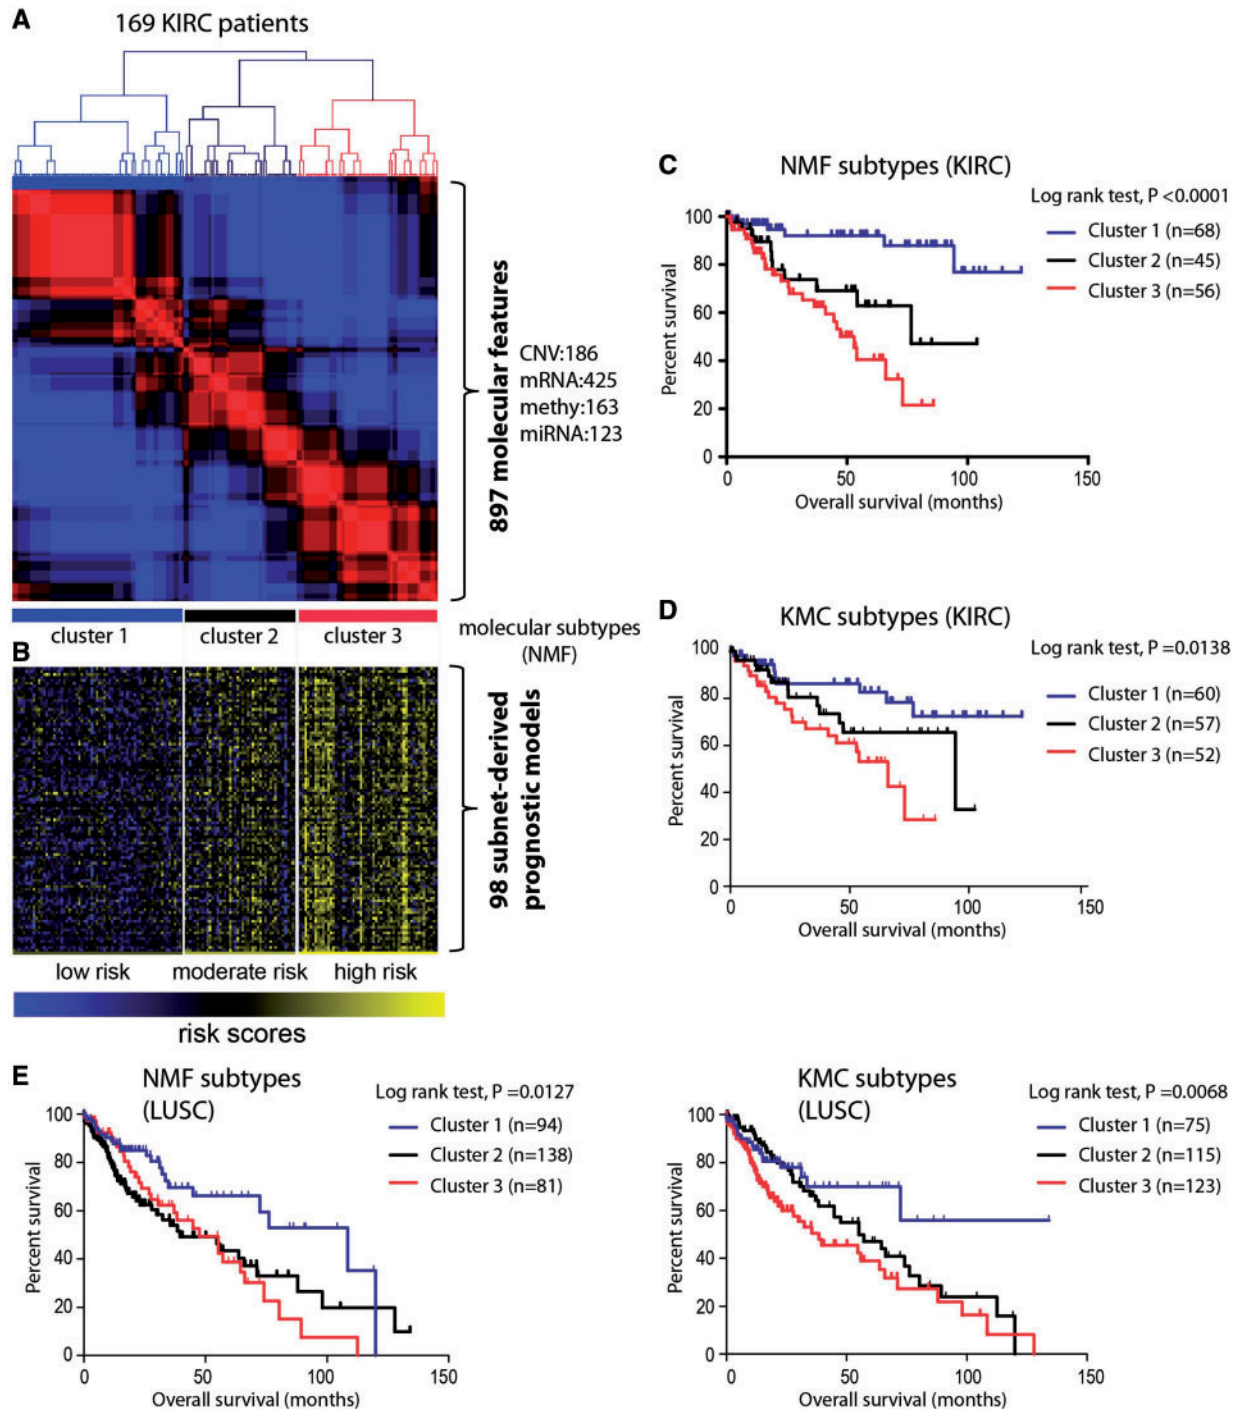 A
169 KIRC patients
897 molecular features
CNV:186
mRNA:425
methy:163
miRNA:123
cluster 1
cluster 2
cluster 3
molecular subtypes
(NMF)
B
98 subnet-derived
prognostic models
low risk
moderate risk
high risk
risk scores
C
NMF subtypes (KIRC)
Log rank test, P <0.0001
Cluster 1 (n=68)
Cluster 2 (n=45)
Cluster 3 (n=56)
Percent survival
100
80
60
40
20
0
0 50 100 150
Overall survival (months)
D
KMC subtypes (KIRC)
Log rank test, P =0.0138
Cluster 1 (n=60)
Cluster 2 (n=57)
Cluster 3 (n=52)
Percent survival
100
80
60
40
20
0
0 50 100 150
Overall survival (months)
E
NMF subtypes
(LUSC)
Log rank test, P =0.0127
Cluster 1 (n=94)
Cluster 2 (n=138)
Cluster 3 (n=81)
Percent survival
100
80
60
40
20
0
0 50 100 150
Overall survival (months)
KMC subtypes
(LUSC)
Log rank test, P =0.0068
Cluster 1 (n=75)
Cluster 2 (n=115)
Cluster 3 (n=123)
Percent survival
100
80
60
40
20
0
0 50 100 150
Overall survival (months)